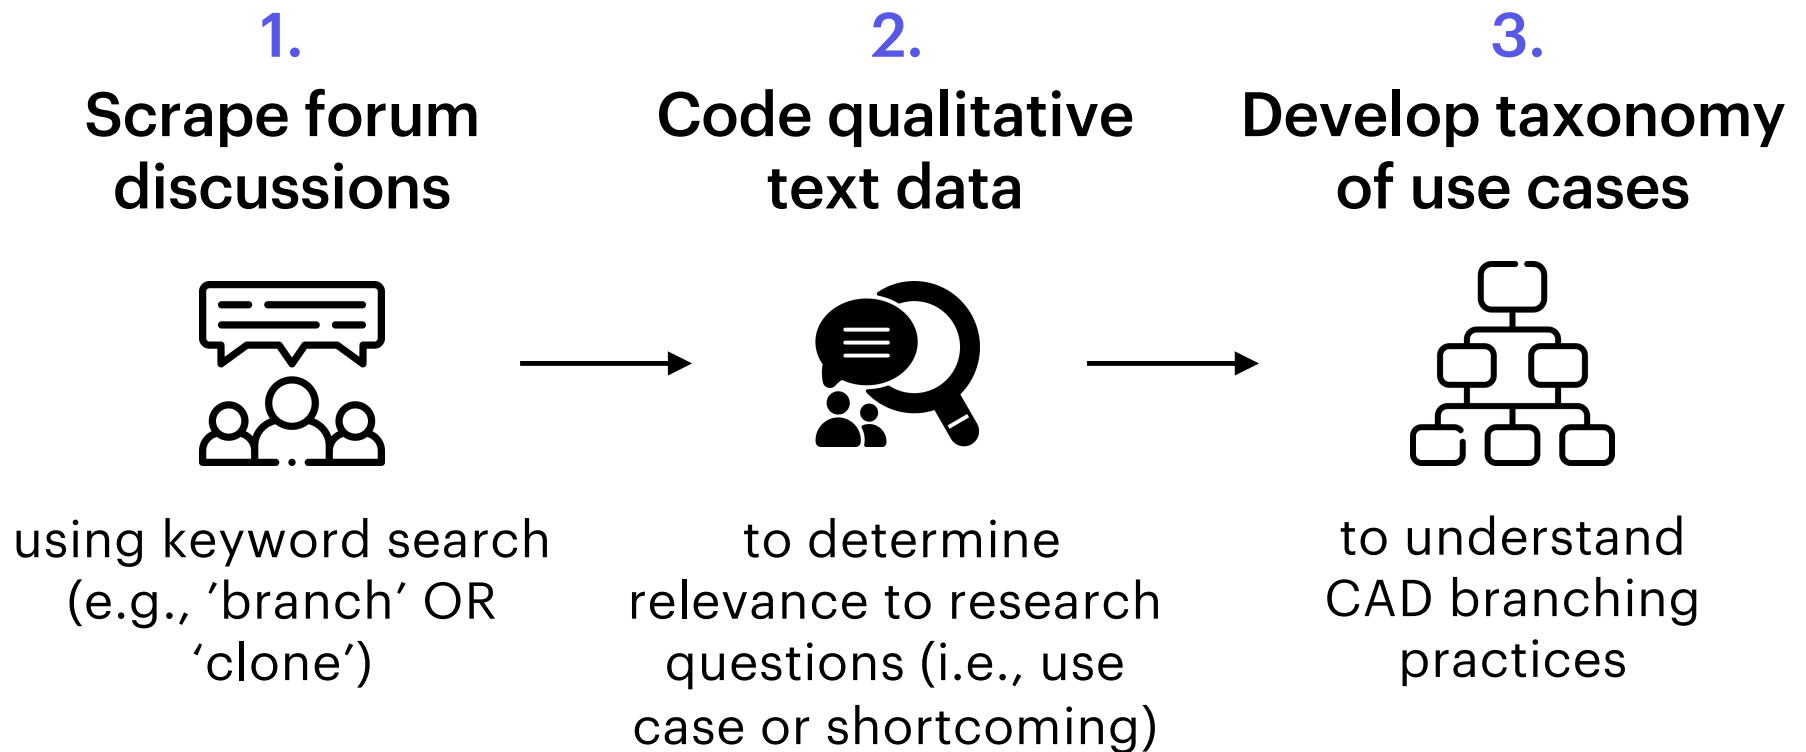 1.
Scrape forum
discussions
using keyword search
(e.g., ’branch’ OR
‘clone’)
2.
Code qualitative
text data
to determine
relevance to research
questions (i.e., use
case or shortcoming)
3.
Develop taxonomy
of use cases
to understand
CAD branching
practices